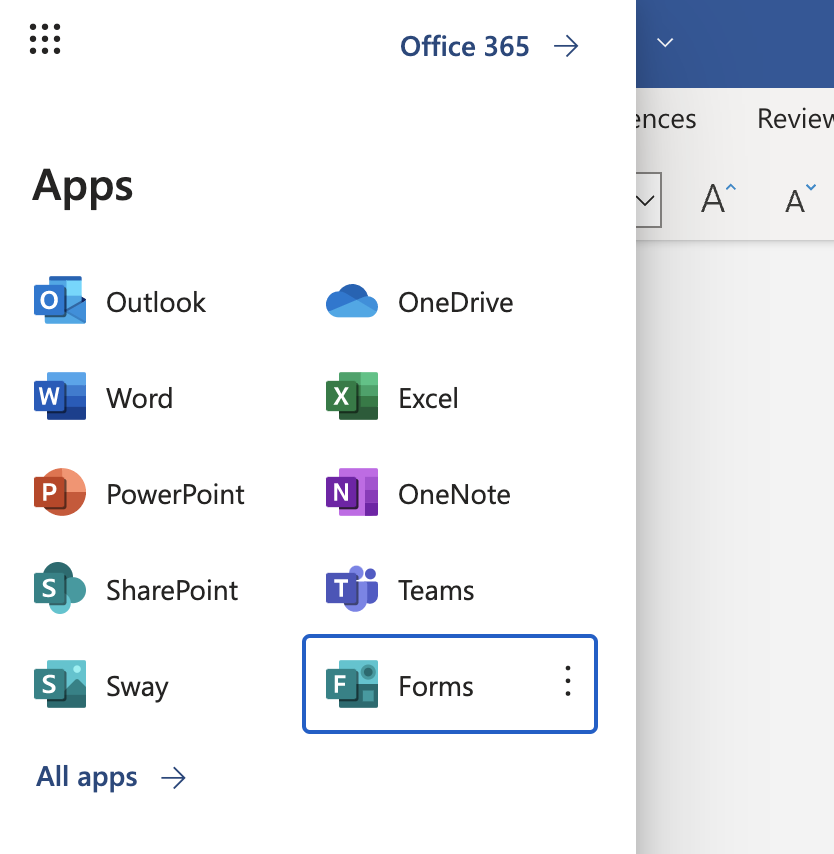 Office 365
ences
Review
Apps
A
A
Outlook
OneDrive
Word
Excel
PowerPoint
OneNote
SharePoint
Teams
Sway
Forms
All apps